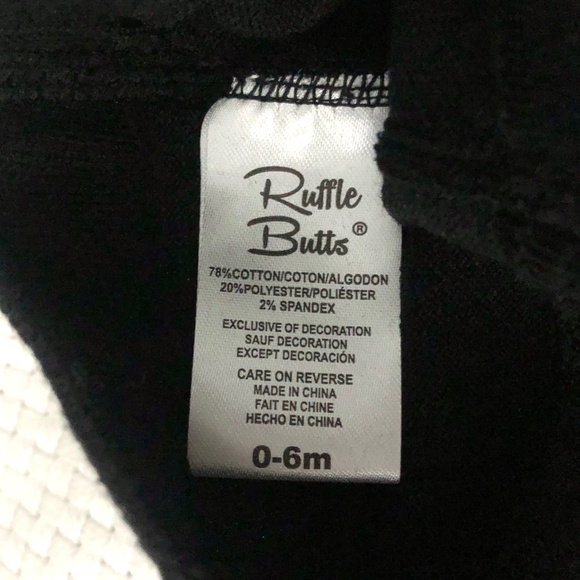 Ruffle
Butts®
78%COTTON/COTON/ALGODON
20%POLYESTER/POLIÉSTER
2% SPANDEX
EXCLUSIVE OF DECORATION
SAUF DECORATION
EXCEPT DECORACIÓN
CARE ON REVERSE
MADE IN CHINA
FAIT EN CHINE
HECHO EN CHINA
0-6m